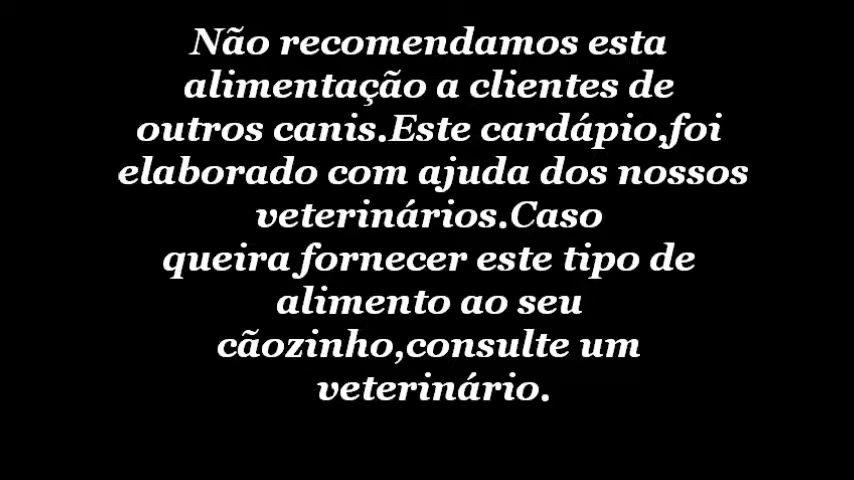 Não recomendamos esta
alimentação a clientes de
outros canis.Este cardápio,foi
elaborado com ajuda dos nossos
veterinários.Caso
queira fornecer este tipo de
alimento ao seu
cãozinho,consulte um
veterinário.